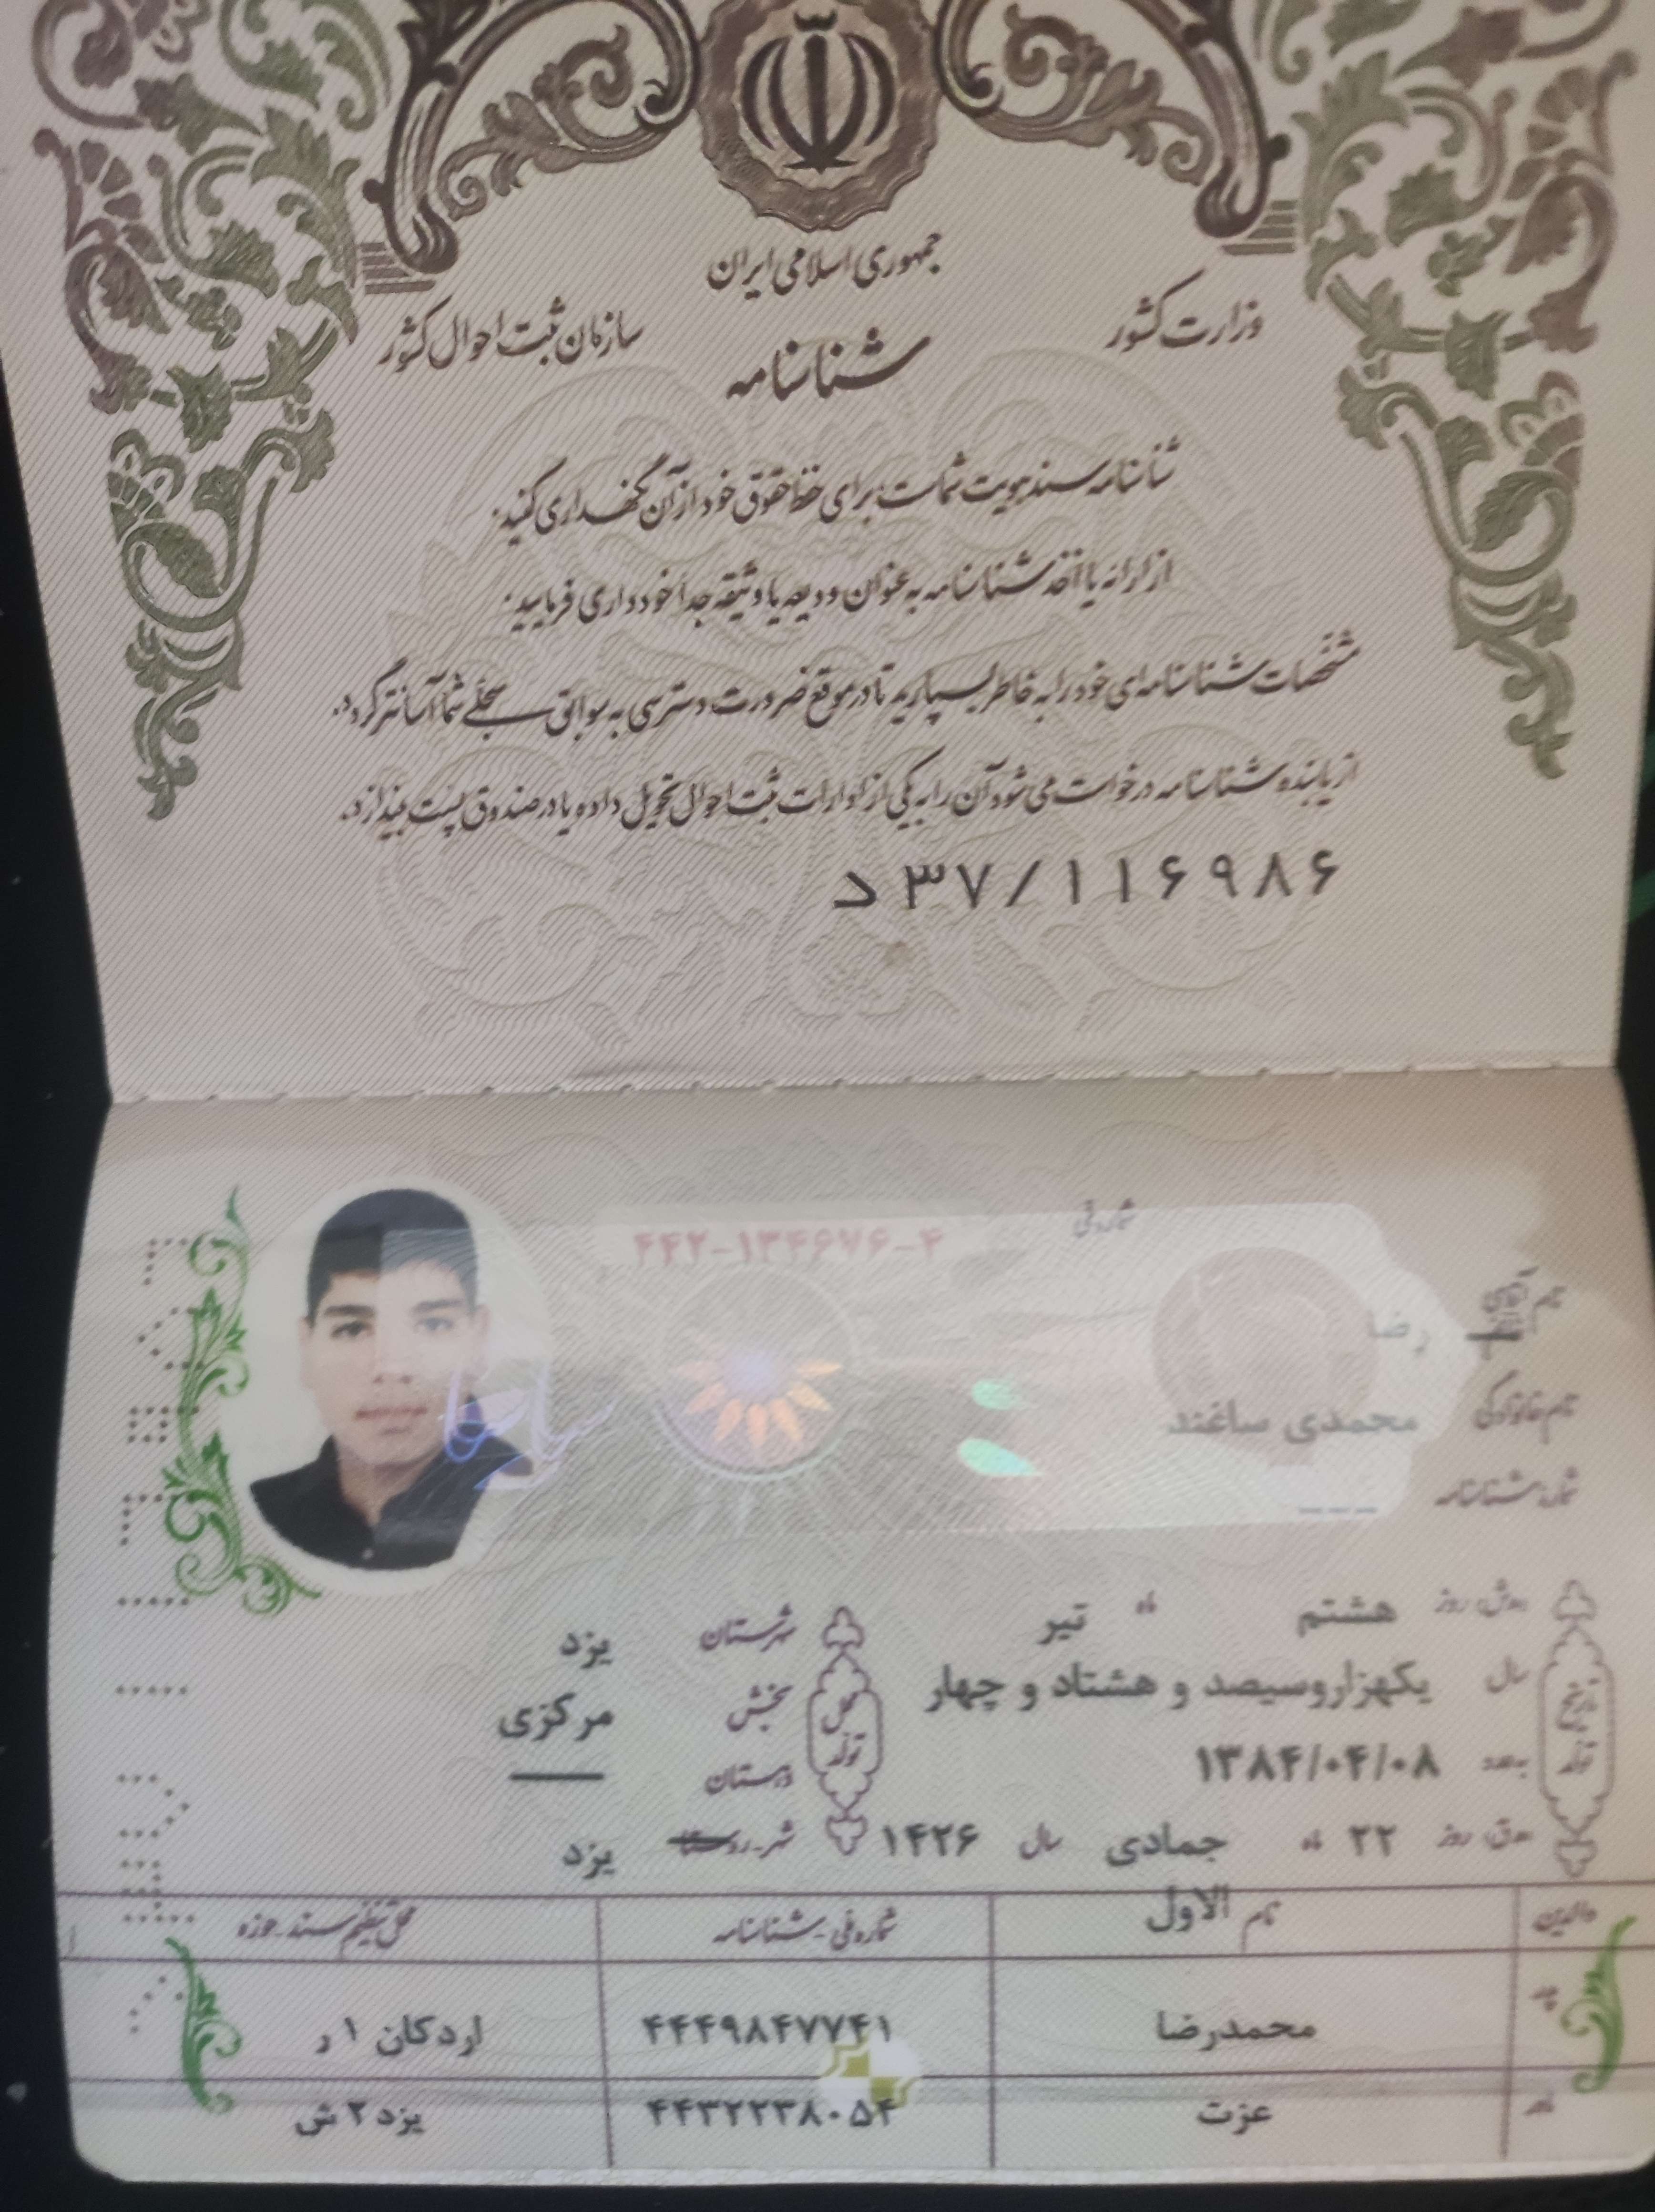 جمهوری اسلامی ایران
وزارت کشور
سازمان ثبت احوال کشور
شناسنامه
شناسنامه سند هویت شماست برای حفظ حقوق خود از آن نگهداری کنید.
از ارائه یا اخذ شناسنامه به عنوان ودیعه یا وثیقه جداً خودداری فرمایید.
مشخصات شناسنامه‌ای خود را به خاطر بسپارید تا در موقع ضرورت دسترسی به سوابق سجلی شما آسانتر گردد.
از یابنده شناسنامه درخواست می شود آن را به یکی از ادارات ثبت احوال تحویل داده یا در صندوق پست بیندازد.
د ۳۷/۱۱۶۹۸۶
شماره ملی ۴۴۲-۱۳۴۶۷۶-۴
نام آقای رضا
نام خانوادگی محمدی ساغند
شماره شناسنامه ---
تاریخ تولد
ه‍.ش، روز هشتم ماه تیر
سال یکهزاروسیصد و هشتاد و چهار
به عدد ۱۳۸۴/۰۴/۰۸
ه‍.ق، روز ۲۲ ماه جمادی الاول سال ۱۴۲۶
محل تولد
شهرستان یزد
بخش مرکزی
دهستان ——
شهر-روستا یزد
والدین نام شماره ملی - شناسنامه محل تنظیم سند - حوزه
پدر محمدرضا ۴۴۴۹۸۴۷۷۴۱ اردکان ۱ ر
مادر عزت ۴۴۳۲۲۳۸۰۵۴ یزد ۲ ش